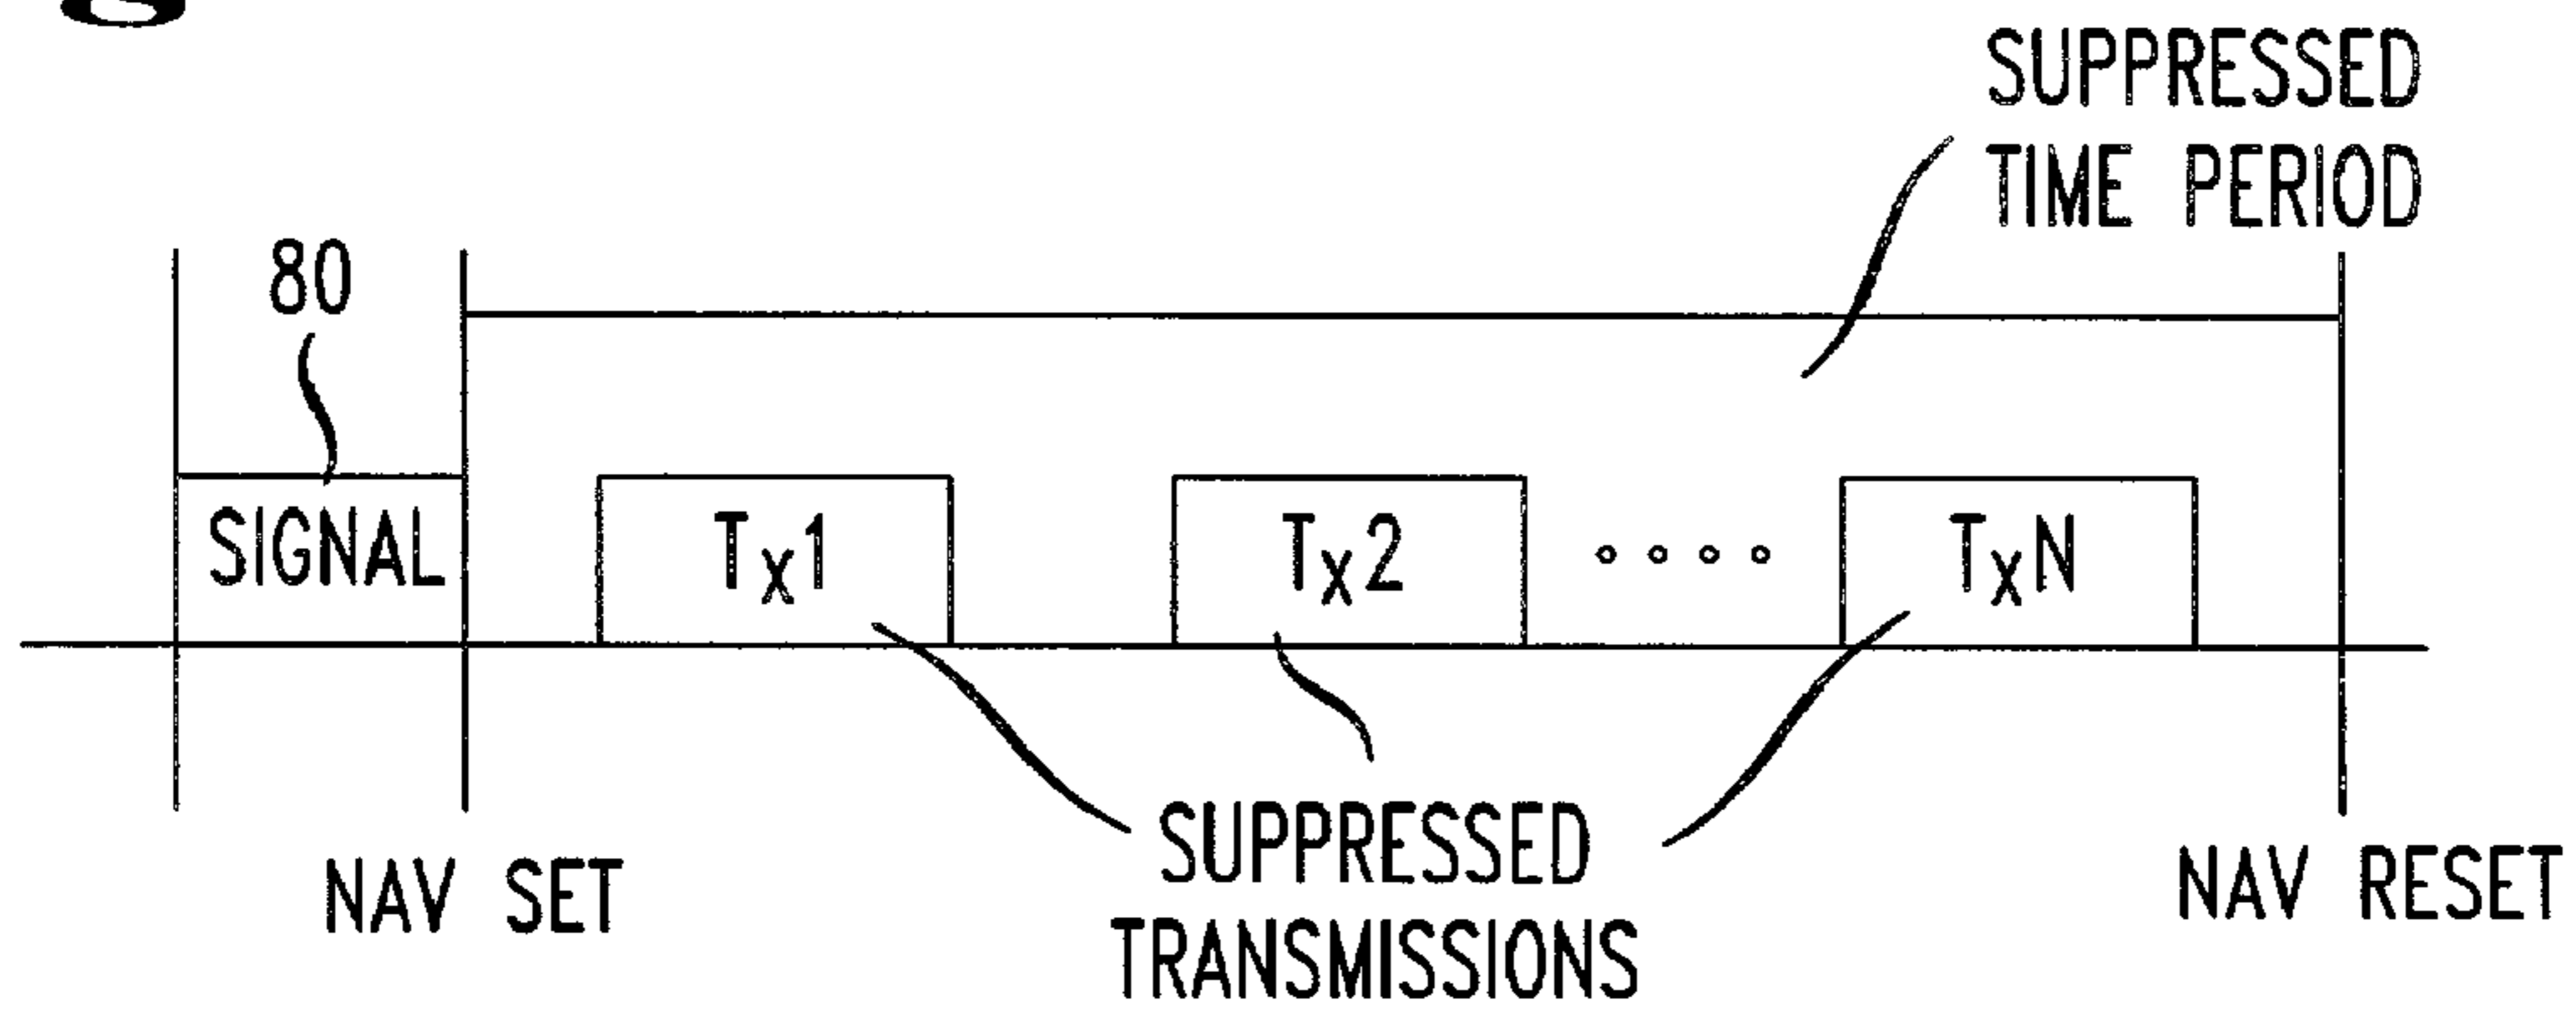 SUPPRESSED
TIME PERIOD
80
SIGNAL
Tx1
Tx2
TxN
NAV SET
SUPPRESSED
TRANSMISSIONS
NAV RESET